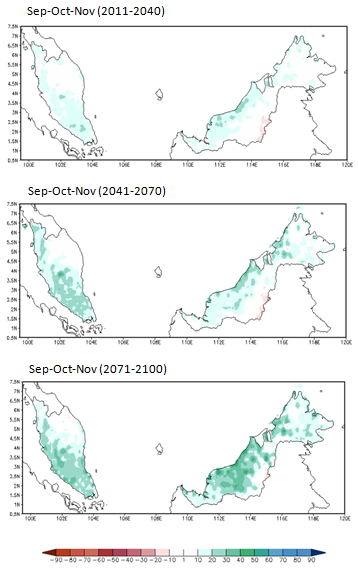 Sep-Oct-Nov (2011-2040)
7.5N
7N
6.5N
6N
5.5N
5N
4.5N
4N
3.5N
3N
2.5N
2N
1.5N
1N
0.5N
100E 102E 104E 106E 108E 110E 112E 114E 116E 118E 120E
Sep-Oct-Nov (2041-2070)
7.5N
7N
6.5N
6N
5.5N
5N
4.5N
4N
3.5N
3N
2.5N
2N
1.5N
1N
0.5N
100E 102E 104E 106E 108E 110E 112E 114E 116E 118E 120E
Sep-Oct-Nov (2071-2100)
7.5N
7N
6.5N
6N
5.5N
5N
4.5N
4N
3.5N
3N
2.5N
2N
1.5N
1N
0.5N
100E 102E 104E 106E 108E 110E 112E 114E 116E 118E 120E
-90 -80 -70 -60 -50 -40 -30 -20 -10 1 10 20 30 40 50 60 70 80 90